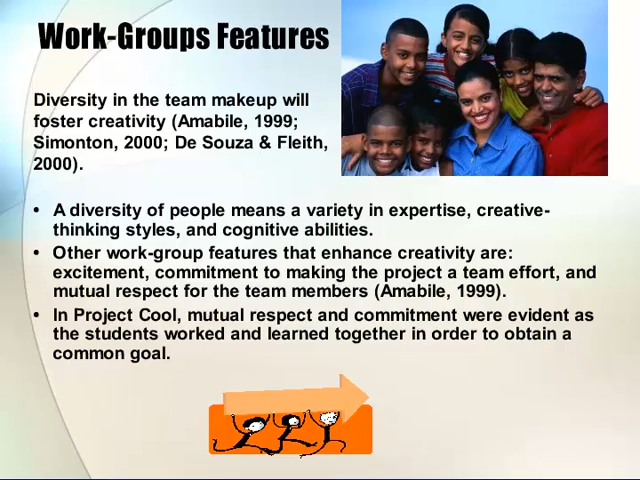 Work-Groups Features
Diversity in the team makeup will
foster creativity (Amabile, 1999;
Simonton, 2000; De Souza & Fleith,
2000).
• A diversity of people means a variety in expertise, creative-
thinking styles, and cognitive abilities.
• Other work-group features that enhance creativity are:
excitement, commitment to making the project a team effort, and
mutual respect for the team members (Amabile, 1999).
• In Project Cool, mutual respect and commitment were evident as
the students worked and learned together in order to obtain a
common goal.